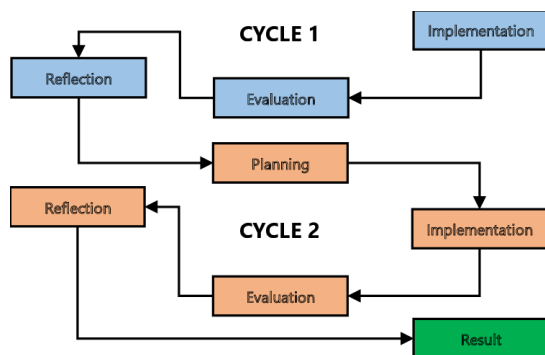 CYCLE 1
Implementation
Reflection
Evaluation
Planning
Reflection
CYCLE 2
Implementation
Evaluation
Result